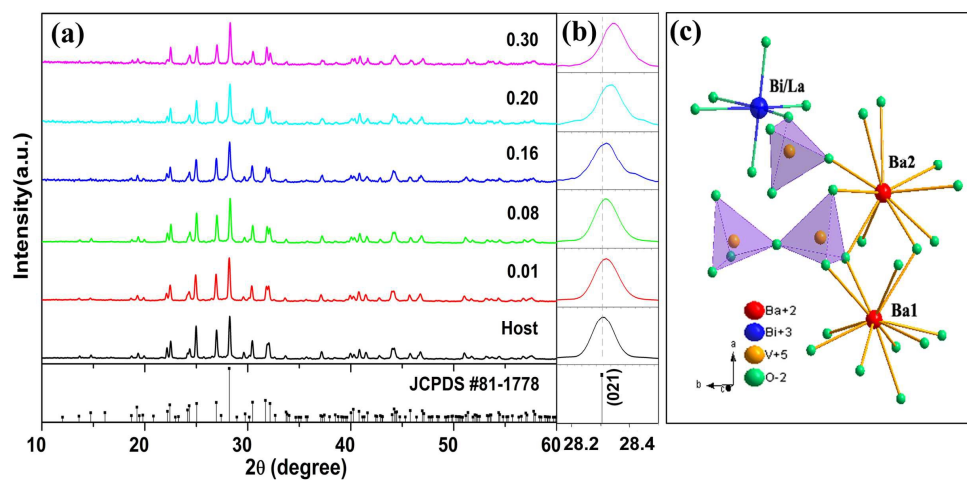 (a)
(b)
(c)
Intensity(a.u.)
0.30
0.20
0.16
0.08
0.01
Host
JCPDS #81-1778
10 20 30 40 50 60
2θ (degree)
(021)
28.2 28.4
Bi/La
Ba2
Ba1
Ba+2
Bi+3
V+5
O-2
a
b
c